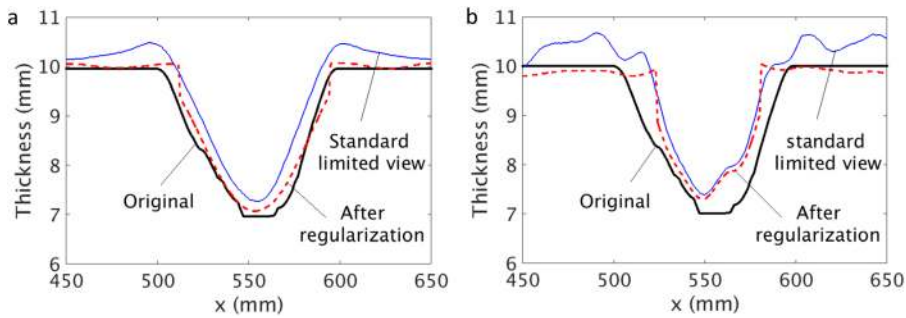 a
11
10
9
8
7
6
Thickness (mm)
450
500
550
600
650
x (mm)
Original
Standard
limited view
After
regularization
b
11
10
9
8
7
6
Thickness (mm)
450
500
550
600
650
x (mm)
Original
standard
limited view
After
regularization